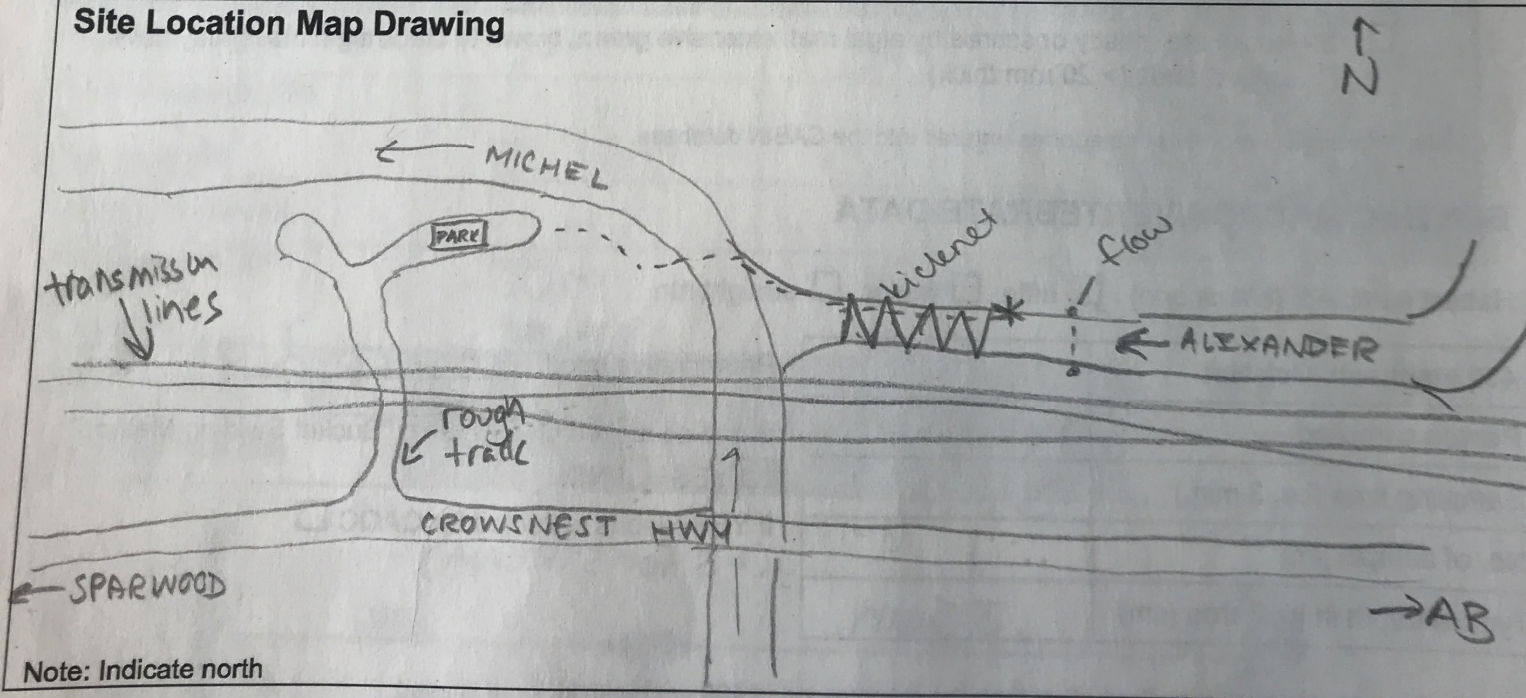 Site Location Map Drawing
N
MICHEL
PARK
kicknet
flow
transmission
lines
ALEXANDER
rough
track
CROWSNEST HWY
SPARWOOD
AB
Note: Indicate north